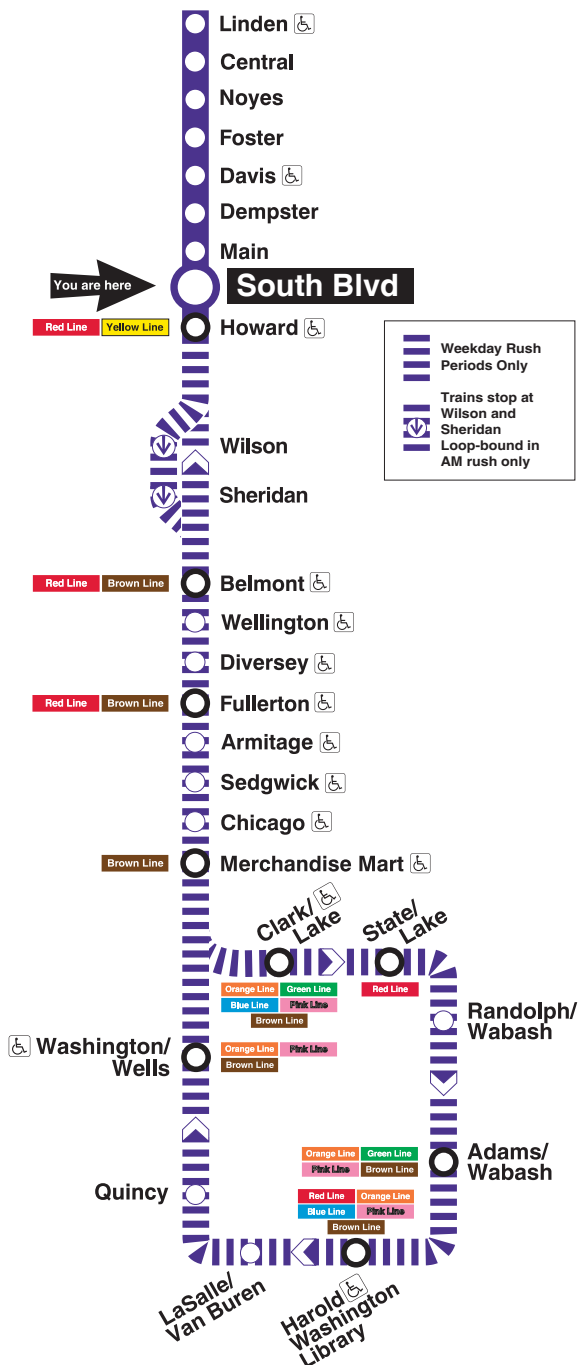 Linden
Central
Noyes
Foster
Davis
Dempster
Main
You are here
South Blvd
Red Line
Yellow Line
Howard
Weekday Rush
Periods Only
Trains stop at
Wilson and
Sheridan
Loop-bound in
AM rush only
Wilson
Sheridan
Red Line
Brown Line
Belmont
Wellington
Diversey
Red Line
Brown Line
Fullerton
Armitage
Sedgwick
Chicago
Brown Line
Merchandise Mart
Clark/
Lake
State/
Lake
Orange Line
Green Line
Blue Line
Pink Line
Brown Line
Red Line
Randolph/
Wabash
Washington/
Wells
Orange Line
Pink Line
Brown Line
Orange Line
Green Line
Pink Line
Brown Line
Adams/
Wabash
Quincy
Red Line
Orange Line
Blue Line
Pink Line
Brown Line
LaSalle/
Van Buren
Harold
Washington
Library